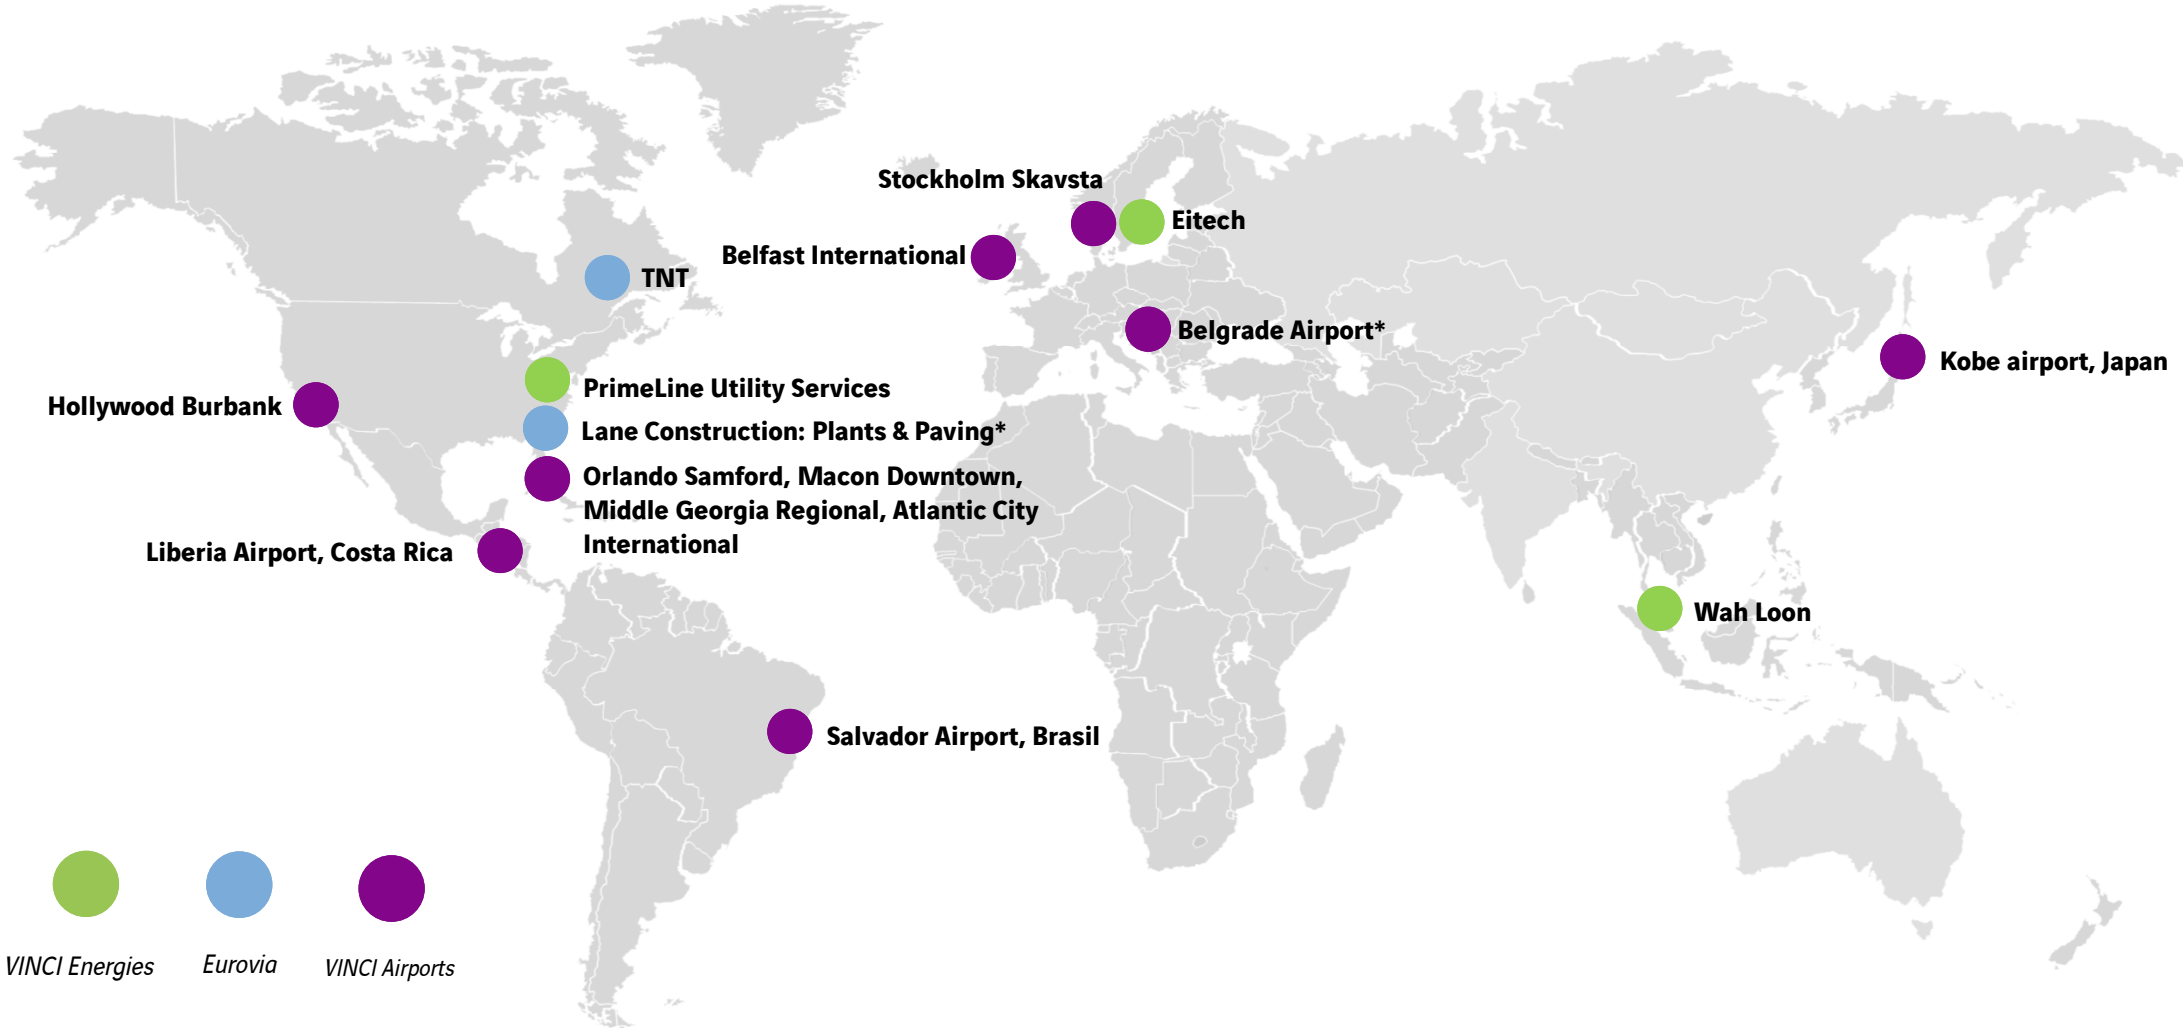 Stockholm Skavsta
Eitech
Belfast International
TNT
Belgrade Airport*
Kobe airport, Japan
PrimeLine Utility Services
Hollywood Burbank
Lane Construction: Plants & Paving*
Orlando Samford, Macon Downtown,
Middle Georgia Regional, Atlantic City
International
Liberia Airport, Costa Rica
Wah Loon
Salvador Airport, Brasil
VINCI Energies
Eurovia
VINCI Airports